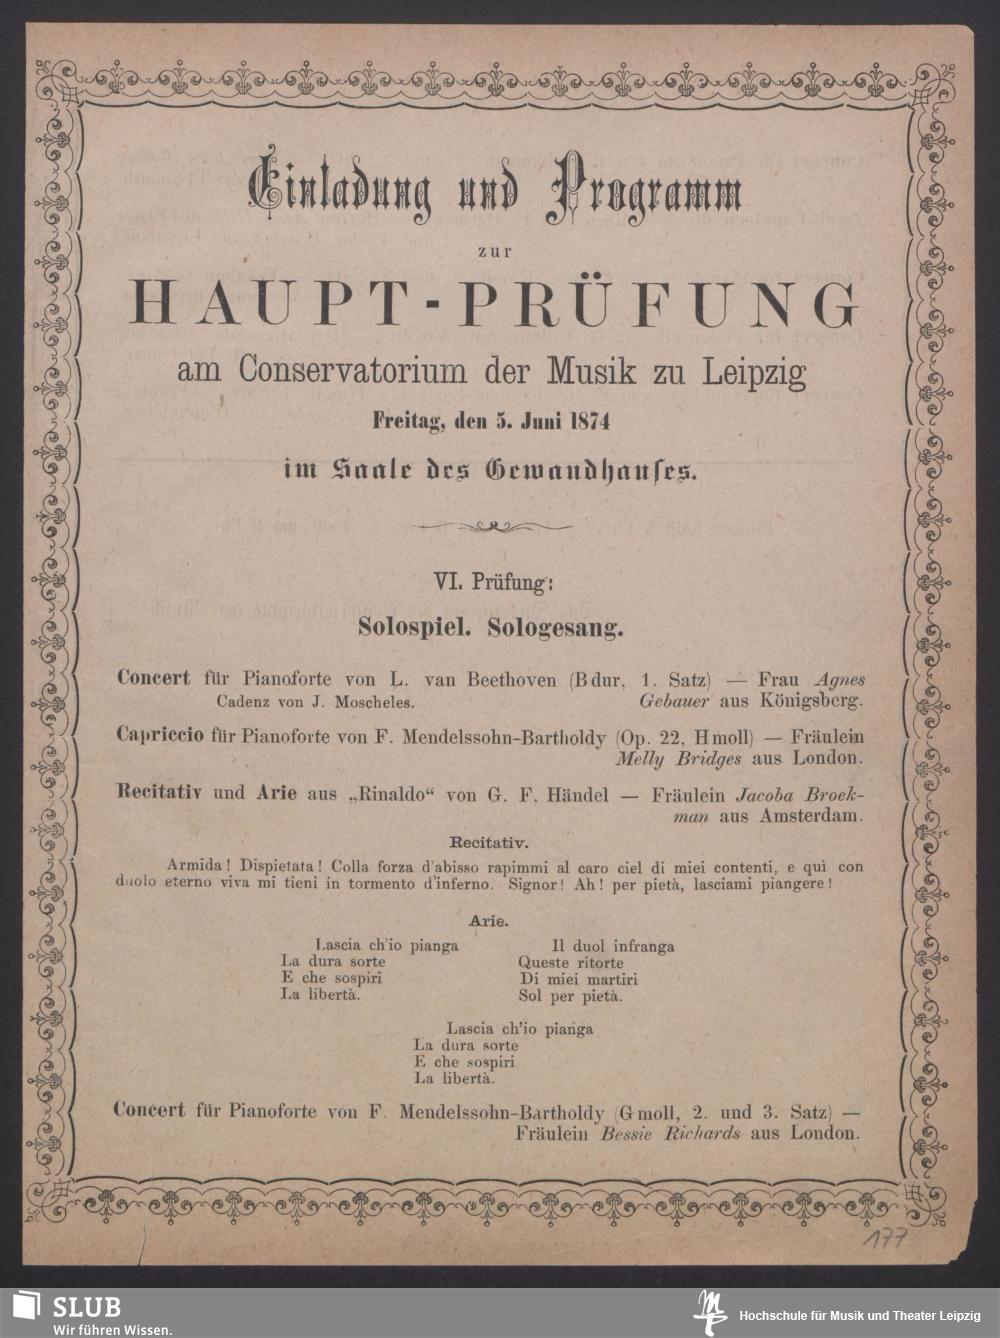 Einladung und Programm
zur
HAUPT-PRÜFUNG
am Conservatorium der Musik zu Leipzig
Freitag, den 5. Juni 1874
im Saale des Gewandhauſes.
VI. Prüfung:
Solospiel. Sologesang.
Concert für Pianoforte von L. van Beethoven (B dur, 1. Satz) — Frau Agnes
Cadenz von J. Moscheles. Gebauer aus Königsberg.
Capriccio für Pianoforte von F. Mendelssohn-Bartholdy (Op. 22, H moll) — Fräulein
Melly Bridges aus London.
Recitativ und Arie aus „Rinaldo“ von G. F. Händel — Fräulein Jacoba Broek-
man aus Amsterdam.
Recitativ.
Armida! Dispietata! Colla forza d'abisso rapimmi al caro ciel di miei contenti, e quì con
duolo eterno viva mi tieni in tormento d'inferno. Signor! Ah! per pietà, lasciami piangere!
Arie.
Lascia ch'io pianga
La dura sorte
E che sospiri
La libertà.
Il duol infranga
Queste ritorte
Di miei martiri
Sol per pietà.
Lascia ch'io pianga
La dura sorte
E che sospiri
La libertà.
Concert für Pianoforte von F. Mendelssohn-Bartholdy (G moll, 2. und 3. Satz) —
Fräulein Bessie Richards aus London.
177
SLUB
Wir führen Wissen.
Hochschule für Musik und Theater Leipzig